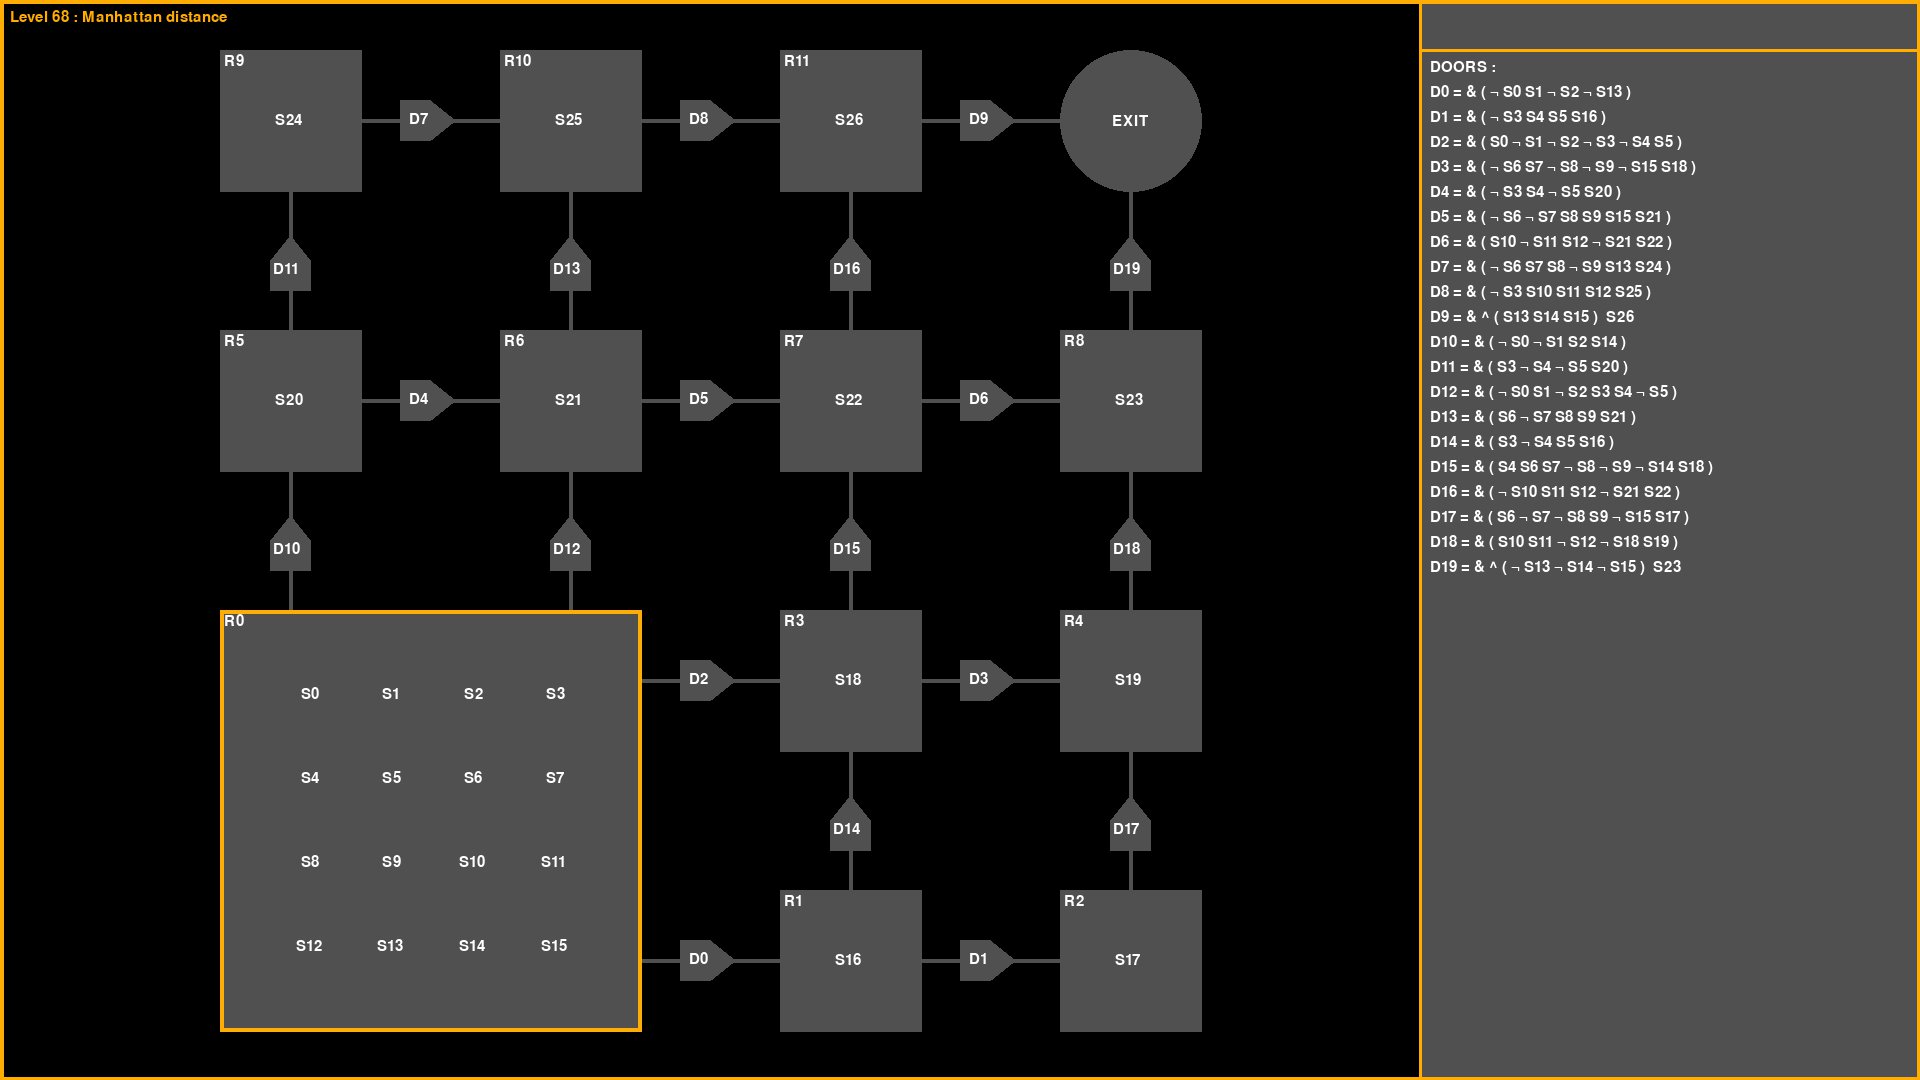 Level 68 : Manhattan distance
R9 R10 R11
S24 D7 S25 D8 S26 D9 EXIT
D11 D13 D16 D19
R5 R6 R7 R8
S20 D4 S21 D5 S22 D6 S23
D10 D12 D15 D18
R0 R3 R4
S0 S1 S2 S3 D2 S18 D3 S19
S4 S5 S6 S7
D14 D17
S8 S9 S10 S11
R1 R2
S12 S13 S14 S15 D0 S16 D1 S17
DOORS :
D0 = & ( ¬ S0 S1 ¬ S2 ¬ S13 )
D1 = & ( ¬ S3 S4 S5 S16 )
D2 = & ( S0 ¬ S1 ¬ S2 ¬ S3 ¬ S4 S5 )
D3 = & ( ¬ S6 S7 ¬ S8 ¬ S9 ¬ S15 S18 )
D4 = & ( ¬ S3 S4 ¬ S5 S20 )
D5 = & ( ¬ S6 ¬ S7 S8 S9 S15 S21 )
D6 = & ( S10 ¬ S11 S12 ¬ S21 S22 )
D7 = & ( ¬ S6 S7 S8 ¬ S9 S13 S24 )
D8 = & ( ¬ S3 S10 S11 S12 S25 )
D9 = & ^ ( S13 S14 S15 ) S26
D10 = & ( ¬ S0 ¬ S1 S2 S14 )
D11 = & ( S3 ¬ S4 ¬ S5 S20 )
D12 = & ( ¬ S0 S1 ¬ S2 S3 S4 ¬ S5 )
D13 = & ( S6 ¬ S7 S8 S9 S21 )
D14 = & ( S3 ¬ S4 S5 S16 )
D15 = & ( S4 S6 S7 ¬ S8 ¬ S9 ¬ S14 S18 )
D16 = & ( ¬ S10 S11 S12 ¬ S21 S22 )
D17 = & ( S6 ¬ S7 ¬ S8 S9 ¬ S15 S17 )
D18 = & ( S10 S11 ¬ S12 ¬ S18 S19 )
D19 = & ^ ( ¬ S13 ¬ S14 ¬ S15 ) S23